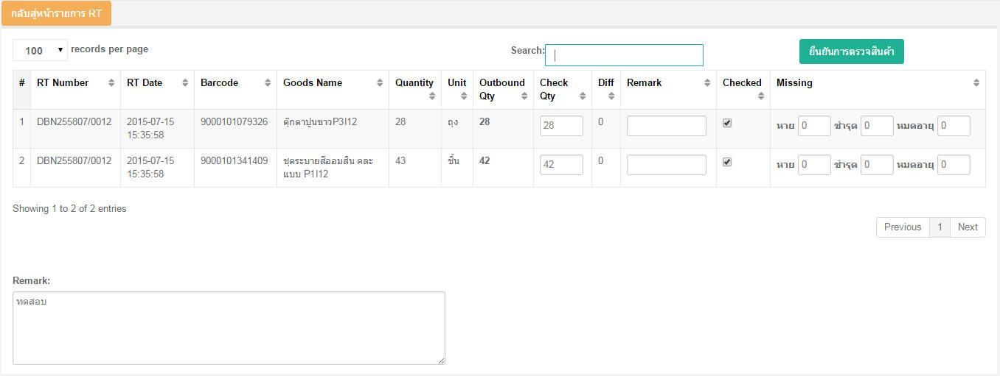 กลับสู่หน้ารายการ RT
100 records per page
Search:
ยืนยันการตรวจสินค้า
# RT Number RT Date Barcode Goods Name Quantity Unit Outbound Qty Check Qty Diff Remark Checked Missing
1 DBN255807/0012 2015-07-15 15:35:58 9000101079326 ตุ๊กตาปูนขาวP3I12 28 ถุง 28 28 0 หาย 0 ชำรุด 0 หมดอายุ 0
2 DBN255807/0012 2015-07-15 15:35:58 9000101341409 ชุดระบายสีออมสิน คละแบบ P1I12 43 ชิ้น 42 42 0 หาย 0 ชำรุด 0 หมดอายุ 0
Showing 1 to 2 of 2 entries
Previous 1 Next
Remark:
ทดสอบ